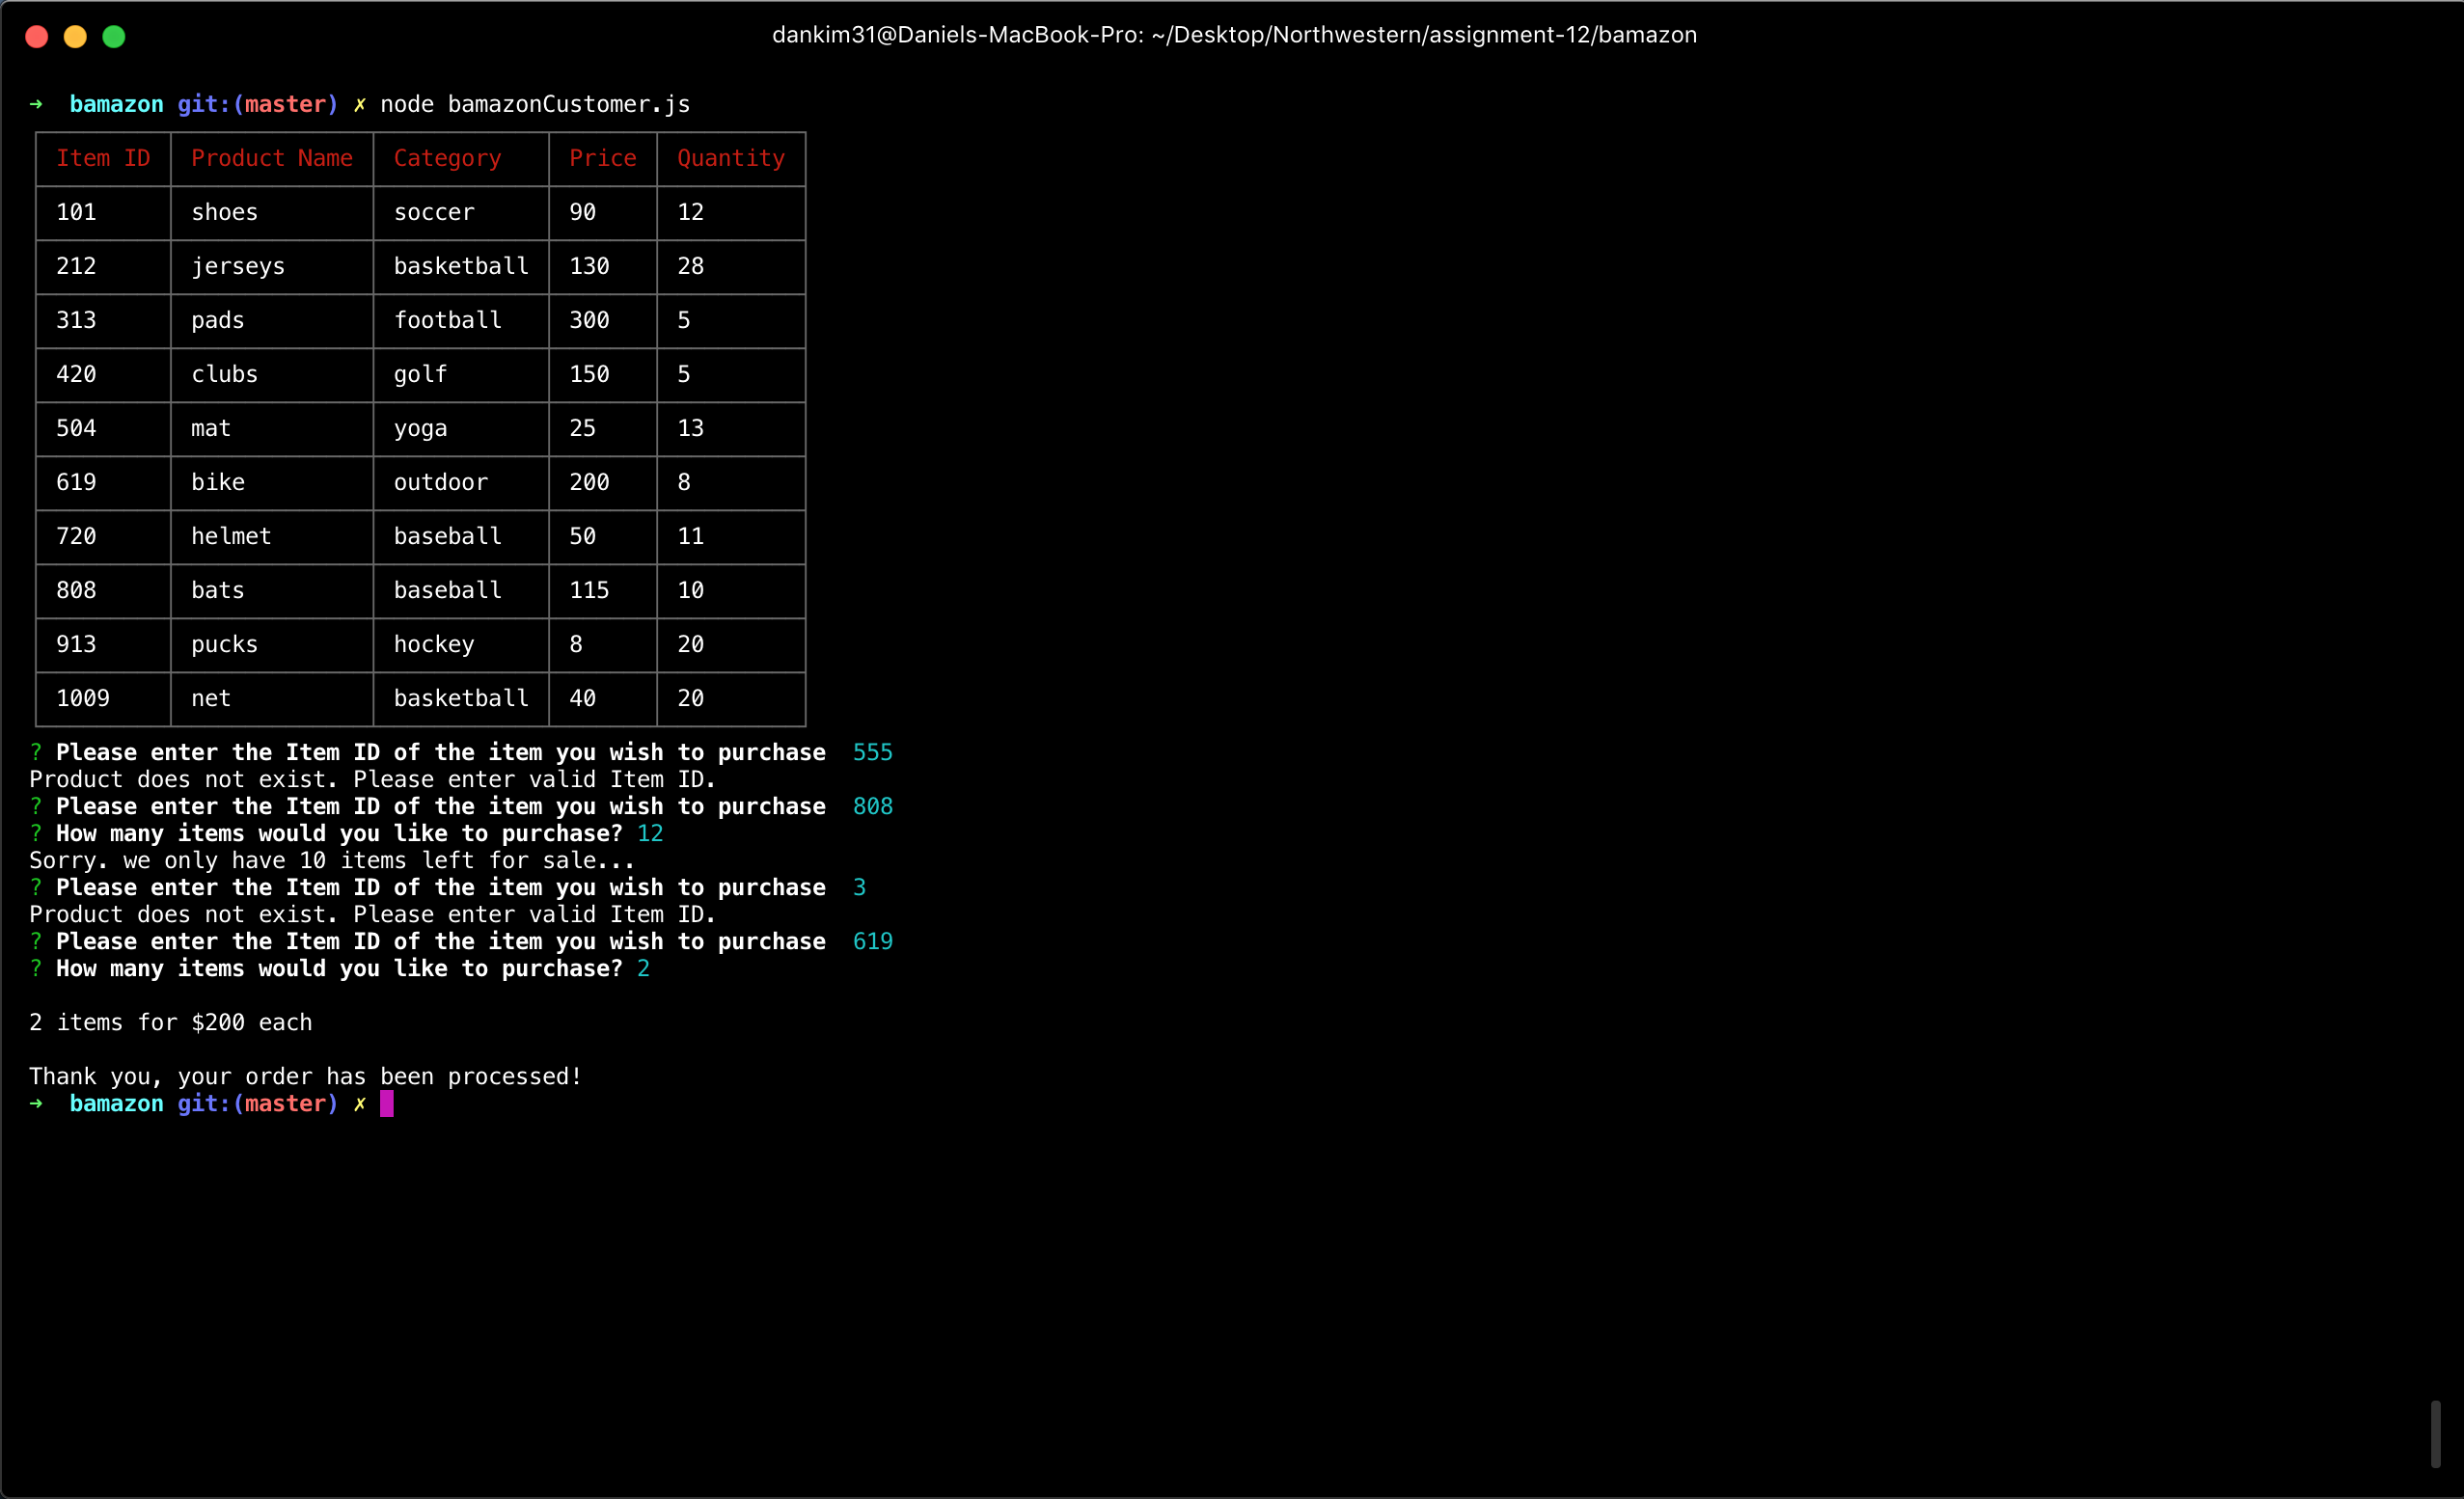 dankim31@Daniels-MacBook-Pro: ~/Desktop/Northwestern/assignment-12/bamazon
➜ bamazon git:(master) ✗ node bamazonCustomer.js
Item ID Product Name Category Price Quantity
101 shoes soccer 90 12
212 jerseys basketball 130 28
313 pads football 300 5
420 clubs golf 150 5
504 mat yoga 25 13
619 bike outdoor 200 8
720 helmet baseball 50 11
808 bats baseball 115 10
913 pucks hockey 8 20
1009 net basketball 40 20
? Please enter the Item ID of the item you wish to purchase 555
Product does not exist. Please enter valid Item ID.
? Please enter the Item ID of the item you wish to purchase 808
? How many items would you like to purchase? 12
Sorry. we only have 10 items left for sale...
? Please enter the Item ID of the item you wish to purchase 3
Product does not exist. Please enter valid Item ID.
? Please enter the Item ID of the item you wish to purchase 619
? How many items would you like to purchase? 2
2 items for $200 each
Thank you, your order has been processed!
➜ bamazon git:(master) ✗